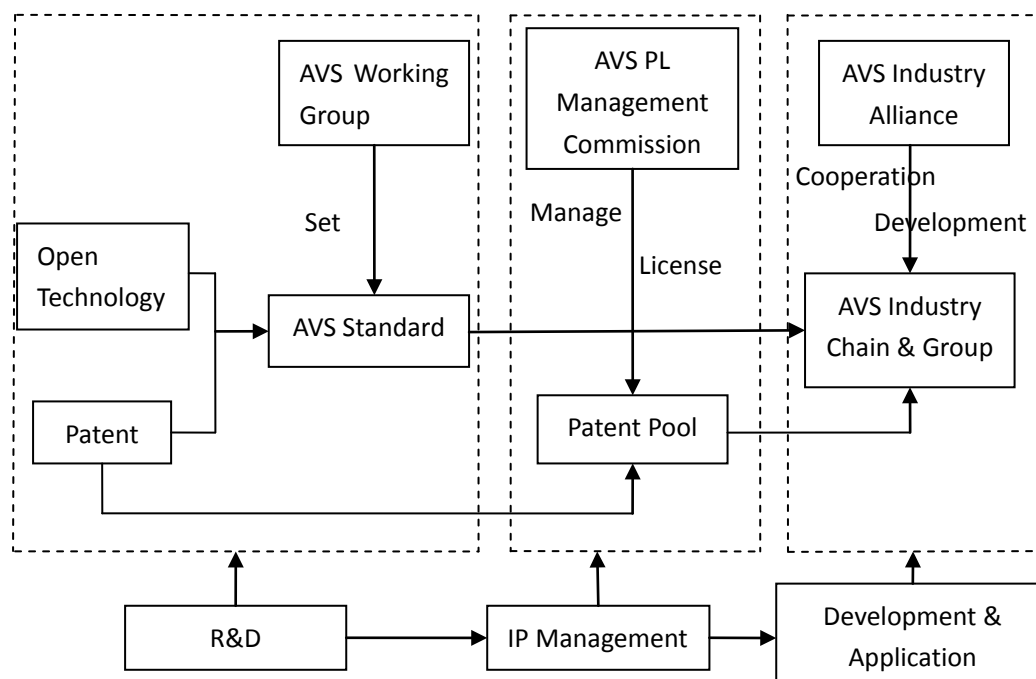 AVS Working
Group
AVS PL
Management
Commission
AVS Industry
Alliance
Cooperation
Development
Set
Manage
License
Open
Technology
AVS Standard
AVS Industry
Chain & Group
Patent
Patent Pool
R&D
IP Management
Development &
Application